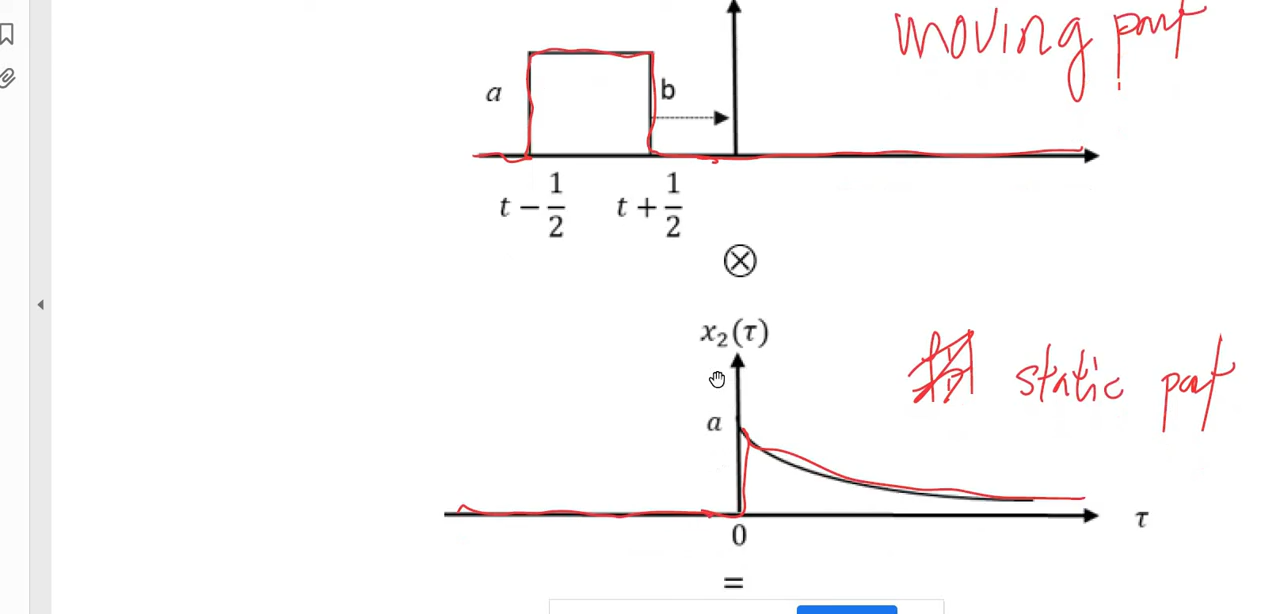 moving part
a
b
t − 1/2
t + 1/2
⊗
x₂(τ)
static part
a
0
τ
=